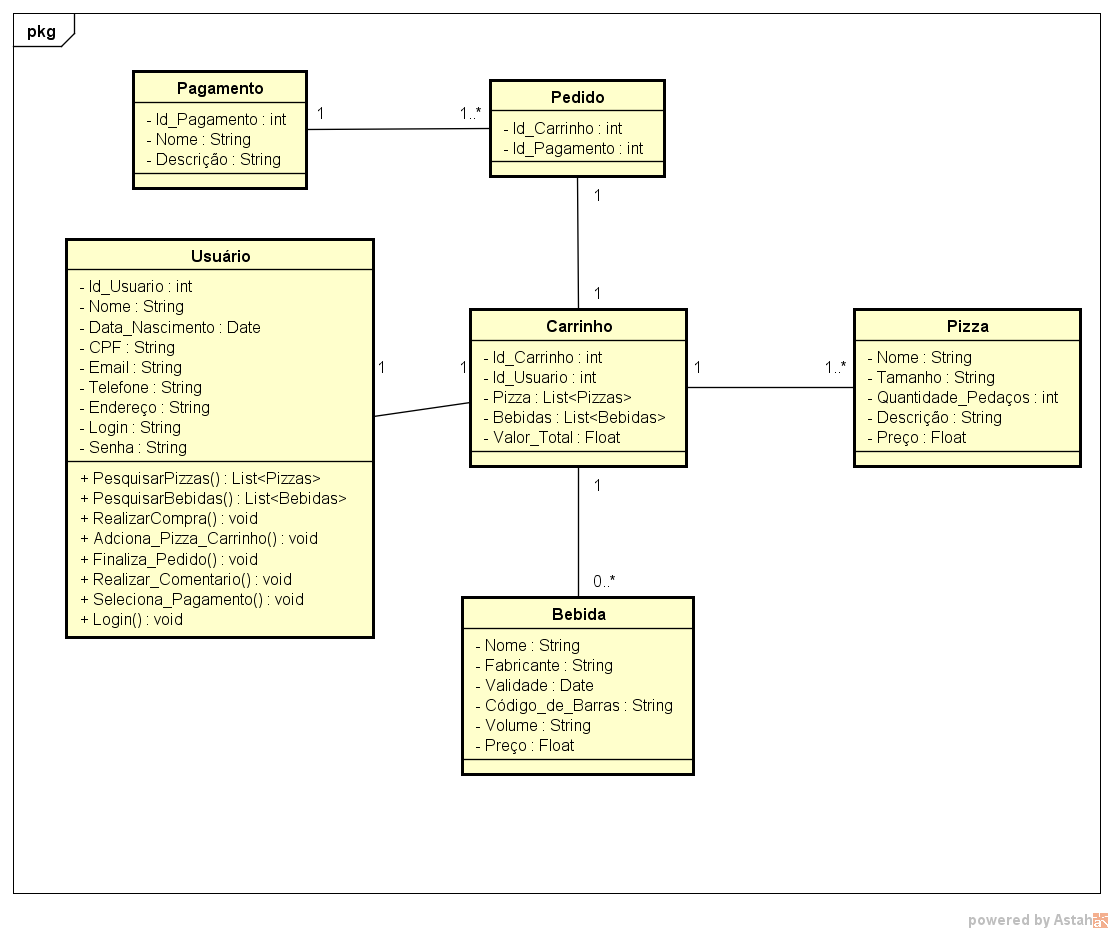 pkg
Pagamento
- Id_Pagamento : int
- Nome : String
- Descrição : String
1
1..*
Pedido
- Id_Carrinho : int
- Id_Pagamento : int
1
1
Usuário
- Id_Usuario : int
- Nome : String
- Data_Nascimento : Date
- CPF : String
- Email : String
- Telefone : String
- Endereço : String
- Login : String
- Senha : String
+ PesquisarPizzas() : List<Pizzas>
+ PesquisarBebidas() : List<Bebidas>
+ RealizarCompra() : void
+ Adciona_Pizza_Carrinho() : void
+ Finaliza_Pedido() : void
+ Realizar_Comentario() : void
+ Seleciona_Pagamento() : void
+ Login() : void
1
1
Carrinho
- Id_Carrinho : int
- Id_Usuario : int
- Pizza : List<Pizzas>
- Bebidas : List<Bebidas>
- Valor_Total : Float
1
1..*
Pizza
- Nome : String
- Tamanho : String
- Quantidade_Pedaços : int
- Descrição : String
- Preço : Float
1
0..*
Bebida
- Nome : String
- Fabricante : String
- Validade : Date
- Código_de_Barras : String
- Volume : String
- Preço : Float
powered by Astah